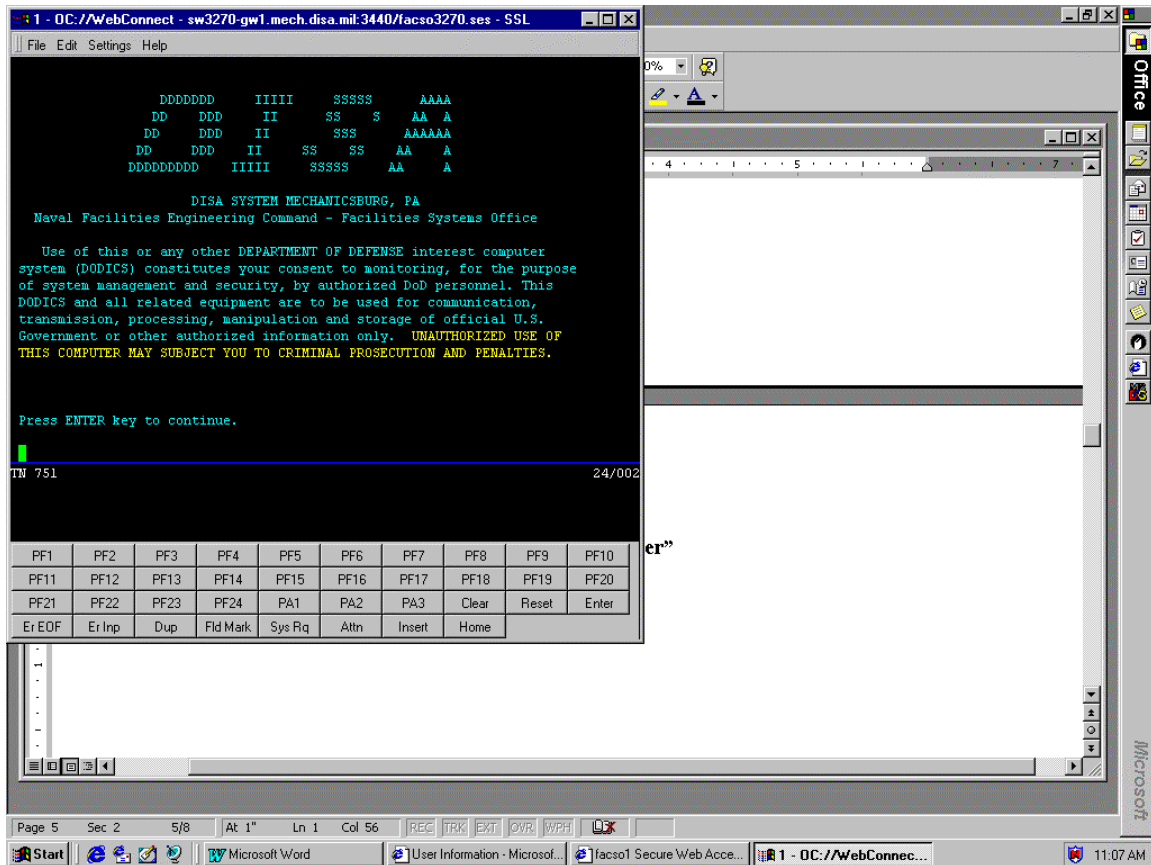 1 - OC://WebConnect - sw3270-gw1.mech.disa.mil:3440/facso3270.ses - SSL
File Edit Settings Help
DDDDDDD IIIII SSSSS AAAA
DD DDD II SS S AA A
DD DDD II SSS AAAAAA
DD DDD II SS SS AA A
DDDDDDDDD IIIII SSSSS AA A
DISA SYSTEM MECHANICSBURG, PA
Naval Facilities Engineering Command - Facilities Systems Office
Use of this or any other DEPARTMENT OF DEFENSE interest computer
system (DODICS) constitutes your consent to monitoring, for the purpose
of system management and security, by authorized DoD personnel. This
DODICS and all related equipment are to be used for communication,
transmission, processing, manipulation and storage of official U.S.
Government or other authorized information only. UNAUTHORIZED USE OF
THIS COMPUTER MAY SUBJECT YOU TO CRIMINAL PROSECUTION AND PENALTIES.
Press ENTER key to continue.
TN 751 24/002
PF1 PF2 PF3 PF4 PF5 PF6 PF7 PF8 PF9 PF10
PF11 PF12 PF13 PF14 PF15 PF16 PF17 PF18 PF19 PF20
PF21 PF22 PF23 PF24 PA1 PA2 PA3 Clear Reset Enter
Er EOF Er Inp Dup Fld Mark Sys Rq Attn Insert Home
0%
A
4 5 7
er”
1
Office
Microsoft
Page 5 Sec 2 5/8 At 1" Ln 1 Col 56 REC TRK EXT OVR WPH
Start Microsoft Word User Information - Microsof... facso1 Secure Web Acce... 1 - OC://WebConnec... 11:07 AM